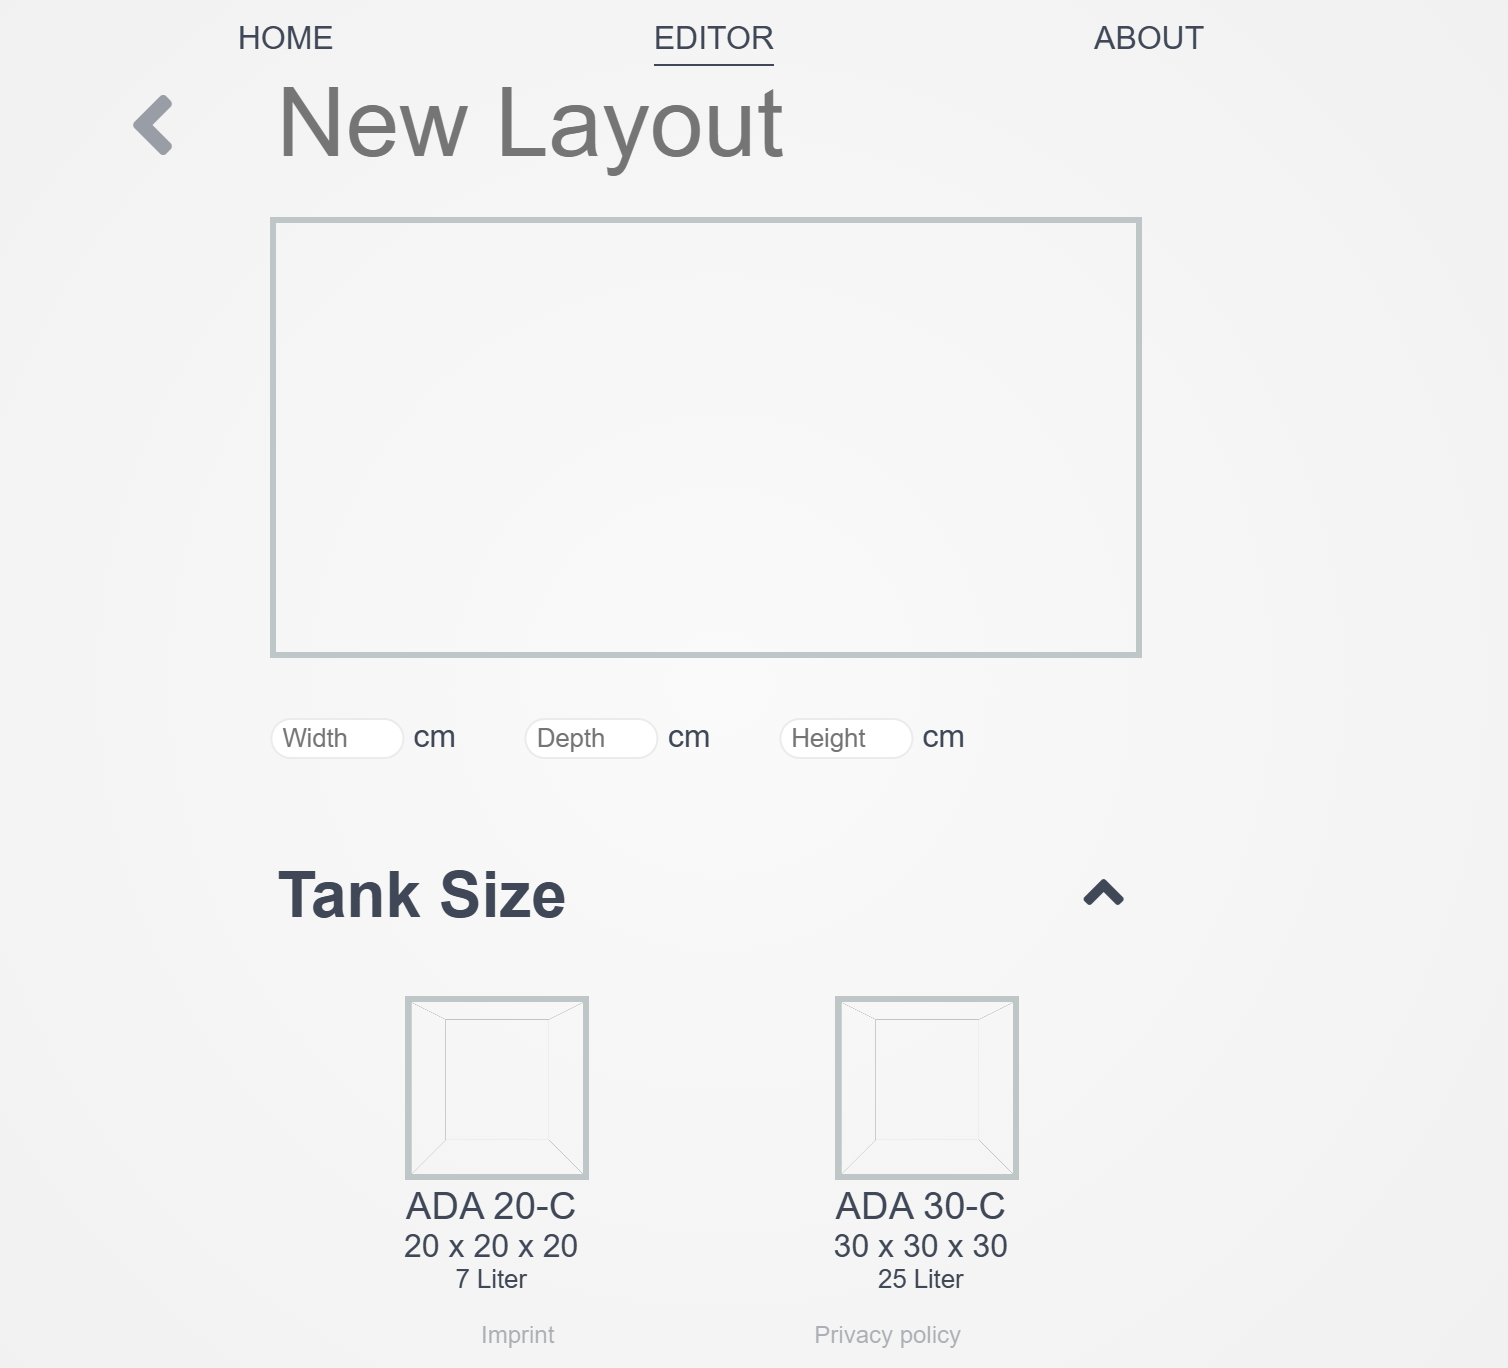 HOME EDITOR ABOUT
New Layout
Width cm Depth cm Height cm
Tank Size
ADA 20-C ADA 30-C
20 x 20 x 20 30 x 30 x 30
7 Liter 25 Liter
Imprint Privacy policy